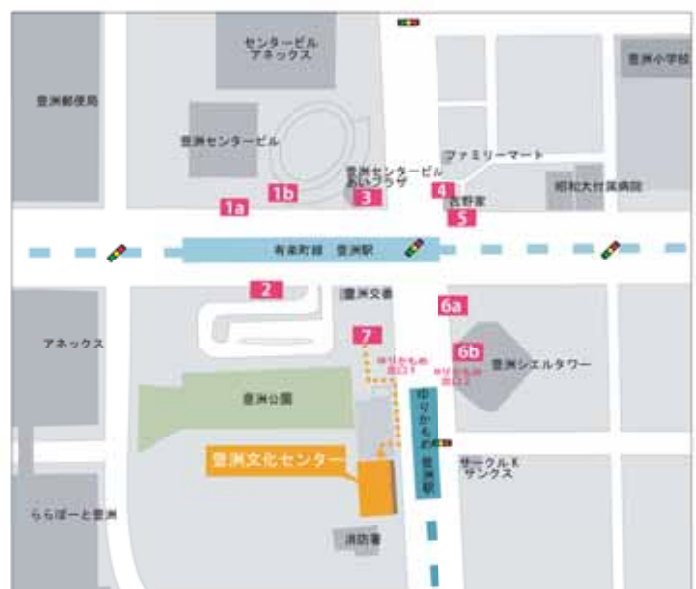 センタービル
アネックス
豊洲小学校
豊洲郵便局
豊洲センタービル
ファミリーマート
豊洲センタービル
あいプラザ
昭和大付属病院
1a
1b
3
4
吉野家
5
有楽町線 豊洲駅
2
豊洲交番
6a
7
アネックス
ゆりかもめ
出口1
6b
ゆりかもめ
出口2
豊洲シエルタワー
豊洲公園
ゆりかもめ 豊洲駅
豊洲文化センター
サークルK
サンクス
ららぽーと豊洲
消防署